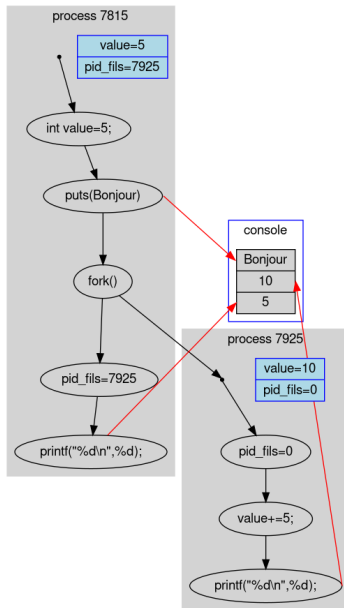 process 7815
value=5
pid_fils=7925
int value=5;
puts(Bonjour)
fork()
pid_fils=7925
printf("%d\n",%d);
console
Bonjour
10
5
process 7925
value=10
pid_fils=0
pid_fils=0
value+=5;
printf("%d\n",%d);